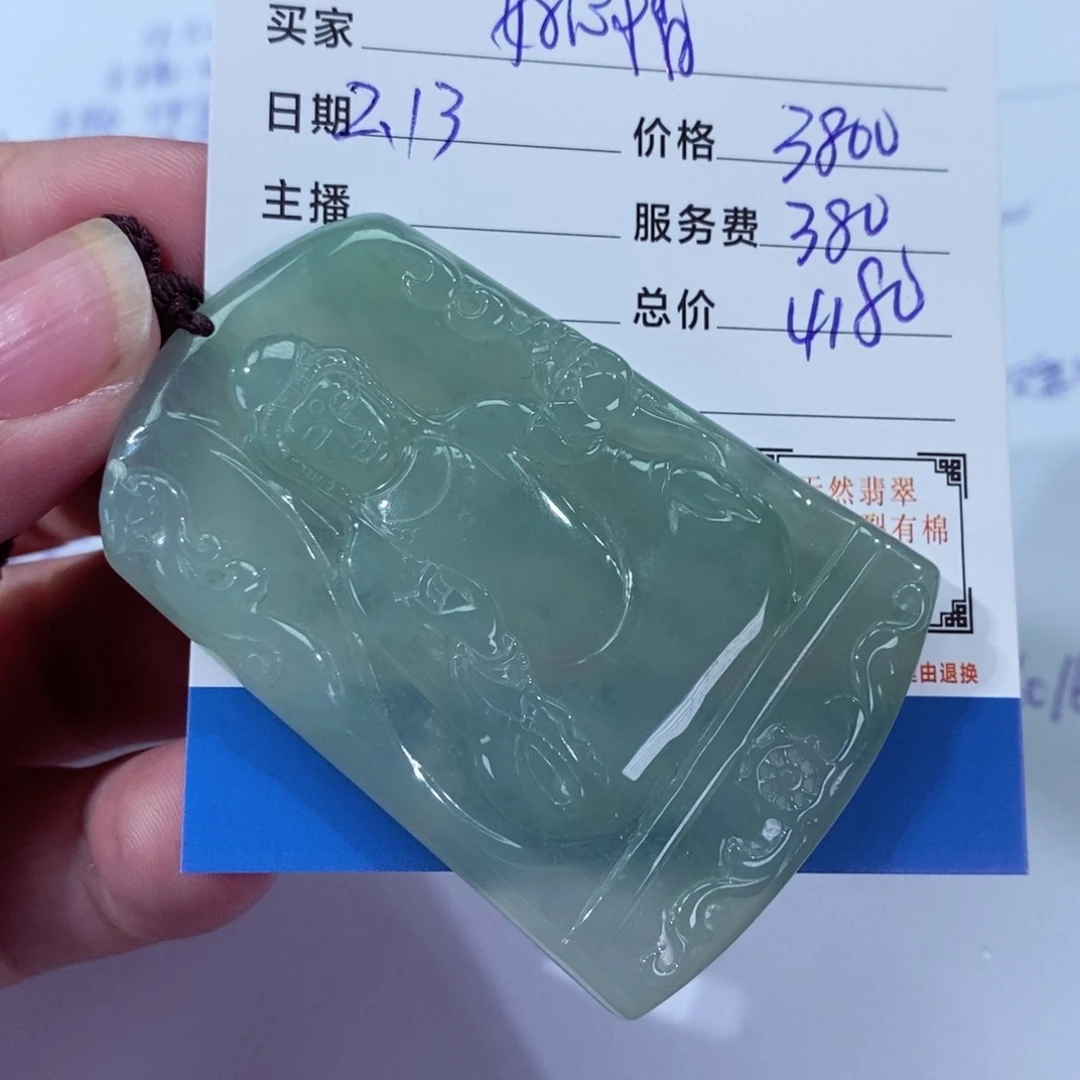 买家
日期 2.13 价格 3800
主播 服务费 380
总价 4180
天然翡翠
有棉
由退换